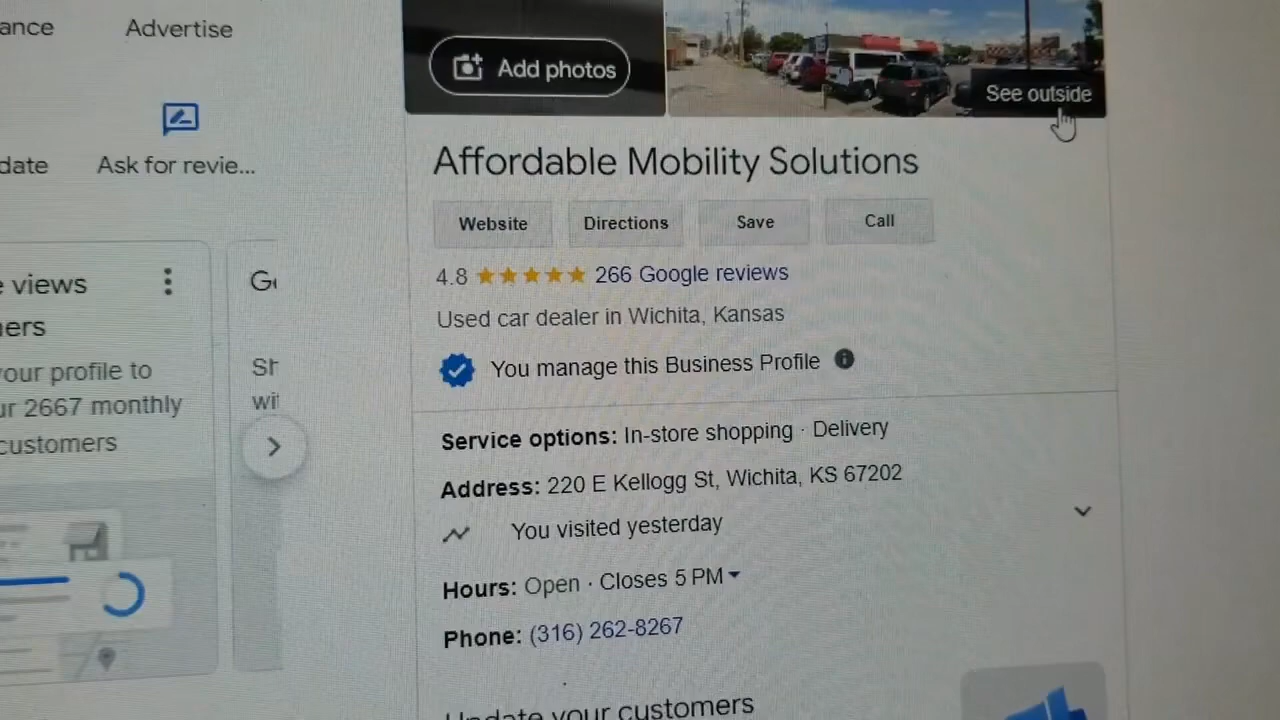 ance
Advertise
date
Ask for revie...
views
ers
our profile to
2667 monthly
customers
Add photos
See outside
Affordable Mobility Solutions
Website
Directions
Save
Call
4.8
266 Google reviews
Used car dealer in Wichita, Kansas
You manage this Business Profile
Service options: In-store shopping · Delivery
Address: 220 E Kellogg St, Wichita, KS 67202
You visited yesterday
Hours: Open · Closes 5 PM
Phone: (316) 262-8267
Update your customers